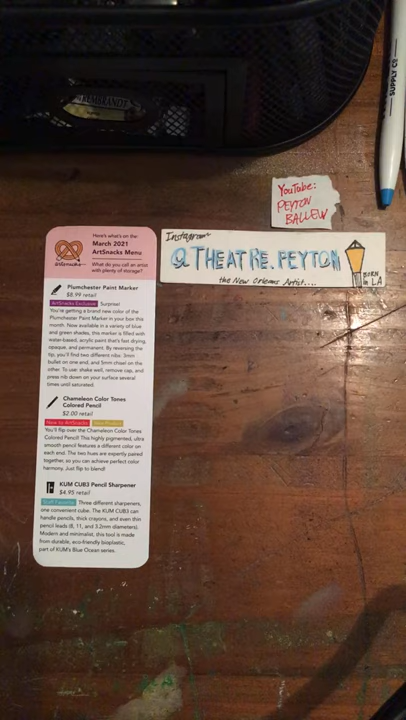 REMBRANDT
SUPPLY CO
YouTube:
PEYTON
BALLEW
Instagram
@THEATRE.PEYTON
the New Orleans Artist....
BORN
in LA
ArtSnacks
Here's what's on the:
March 2021
ArtSnacks Menu
What do you call an artist
with plenty of storage?
Plumchester Paint Marker
$8.99 retail
ArtSnacks Exclusive Surprise!
You're getting a brand new color of the
Plumchester Paint Marker in your box this
month. Now available in a variety of blue
and green shades, this marker is filled with
water-based, acrylic paint that's fast drying,
opaque, and permanent. By reversing the
tip, you'll find two different nibs: 3mm
bullet on one end, and 5mm chisel on the
other. To use: shake well, remove cap, and
press nib down on your surface several
times until saturated.
Chameleon Color Tones
Colored Pencil
$2.00 retail
New to ArtSnacks
You'll flip over the Chameleon Color Tones
Colored Pencil! This highly pigmented, ultra
smooth pencil features a different color on
each end. The two hues are expertly paired
together, so you can achieve perfect color
harmony. Just flip to blend!
KUM CUB3 Pencil Sharpener
$4.95 retail
Staff Favorite Three different sharpeners,
one convenient cube. The KUM CUB3 can
handle pencils, thick crayons, and even thin
pencil leads (8, 11, and 3.2mm diameters).
Modern and minimalist, this tool is made
from durable, eco-friendly bioplastic,
part of KUM's Blue Ocean series.